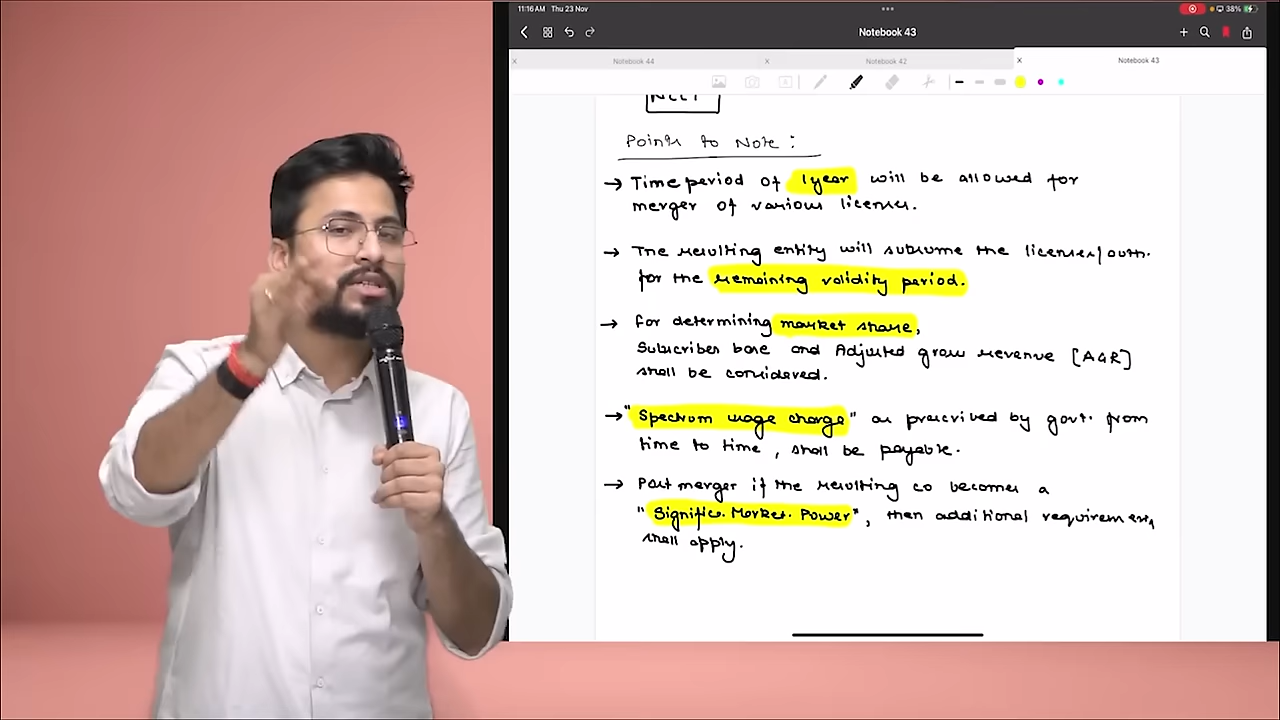 11:16 AM Thu 23 Nov
38%
Notebook 43
Notebook 44
Notebook 42
Notebook 43
NCLT
Points to Note :
→ Time period of 1 year will be allowed for
merger of various licenses.
→ The resulting entity will subsume the licenses/auth.
for the remaining validity period.
→ For determining market share,
Subscriber base and Adjusted gross revenue [AGR]
shall be considered.
→ "Spectrum usage charge" as prescribed by govt. from
time to time, shall be payable.
→ Post merger if the resulting co becomes a
"Signific. Market. Power", then additional requirements
shall apply.